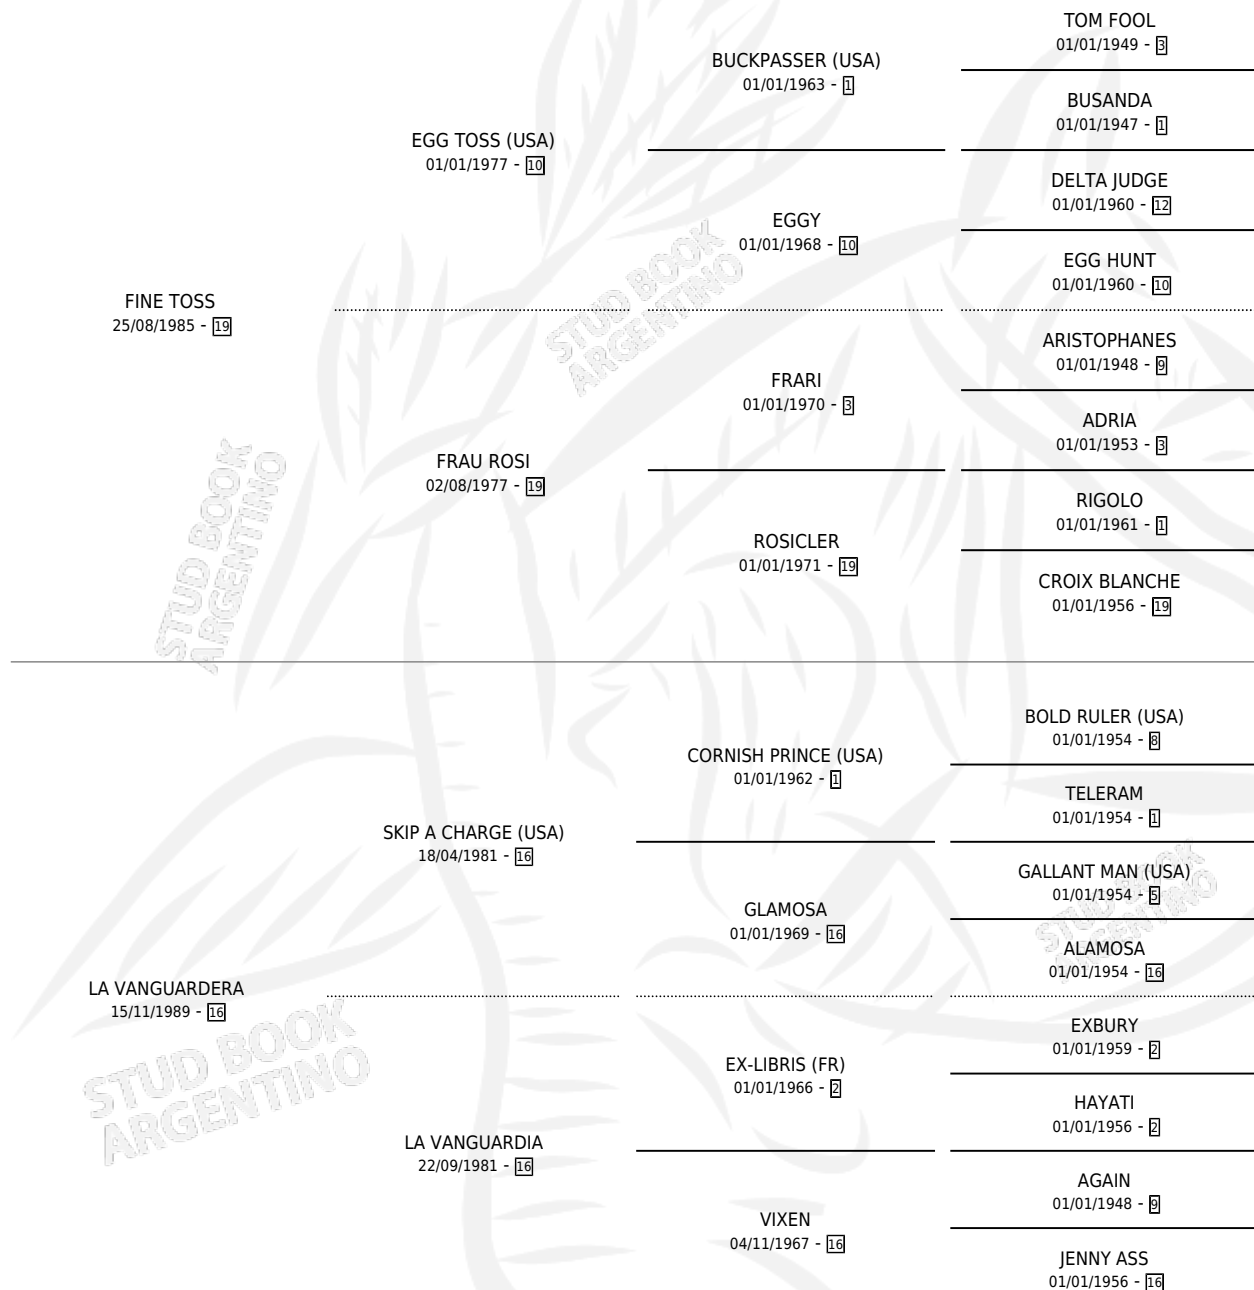 TOM FOOL
01/01/1949 - 3
BUCKPASSER (USA)
01/01/1963 - 1
BUSANDA
01/01/1947 - 1
EGG TOSS (USA)
01/01/1977 - 10
DELTA JUDGE
01/01/1960 - 12
EGGY
01/01/1968 - 10
EGG HUNT
01/01/1960 - 10
FINE TOSS
25/08/1985 - 19
STUD BOOK
ARGENTINO
ARISTOPHANES
01/01/1948 - 9
FRARI
01/01/1970 - 3
ADRIA
01/01/1953 - 3
FRAU ROSI
02/08/1977 - 19
RIGOLO
01/01/1961 - 1
ROSICLER
01/01/1971 - 19
CROIX BLANCHE
01/01/1956 - 19
STUD BOOK
ARGENTINO
BOLD RULER (USA)
01/01/1954 - 8
CORNISH PRINCE (USA)
01/01/1962 - 1
TELERAM
01/01/1954 - 1
SKIP A CHARGE (USA)
18/04/1981 - 16
GALLANT MAN (USA)
01/01/1954 - 5
GLAMOSA
01/01/1969 - 16
STUD BOOK
ARGENTINO
ALAMOSA
01/01/1954 - 16
LA VANGUARDERA
15/11/1989 - 16
EXBURY
01/01/1959 - 2
EX-LIBRIS (FR)
01/01/1966 - 2
HAYATI
01/01/1956 - 2
STUD BOOK
ARGENTINO
LA VANGUARDIA
22/09/1981 - 16
AGAIN
01/01/1948 - 9
VIXEN
04/11/1967 - 16
JENNY ASS
01/01/1956 - 16